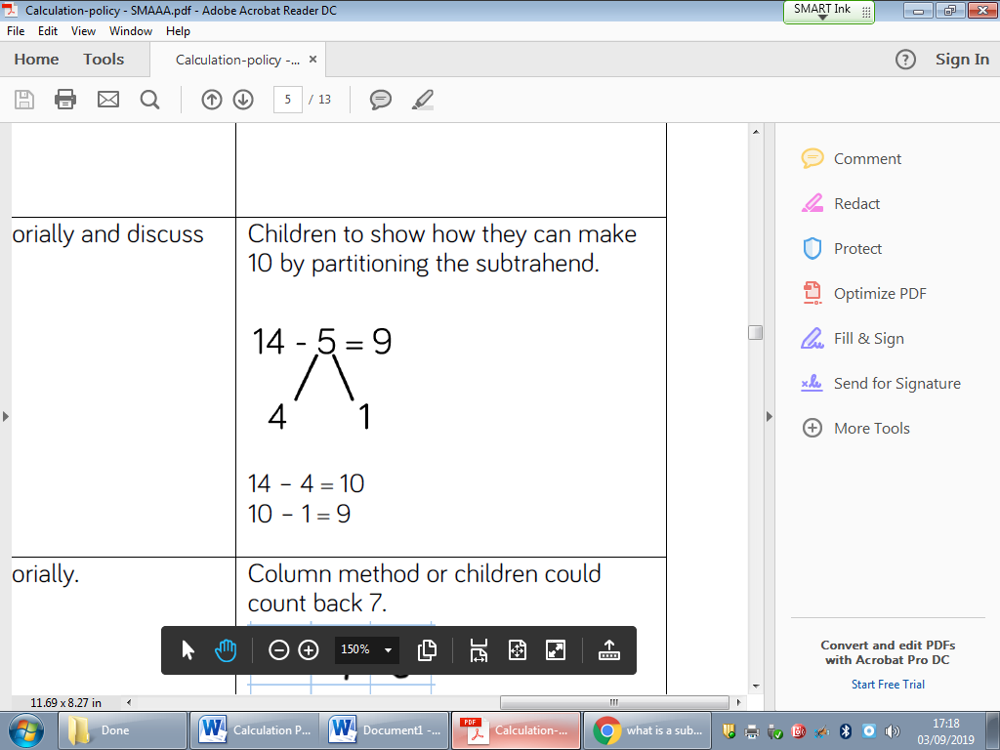 Calculation-policy - SMAAA.pdf - Adobe Acrobat Reader DC
SMART Ink
File Edit View Window Help
Home Tools Calculation-policy -... ×
Sign In
5 / 13
orially and discuss
Children to show how they can make
10 by partitioning the subtrahend.
14 - 5 = 9
4 1
14 - 4 = 10
10 - 1 = 9
orially.
Column method or children could
count back 7.
150%
11.69 x 8.27 in
Comment
Redact
Protect
Optimize PDF
Fill & Sign
Send for Signature
More Tools
Convert and edit PDFs
with Acrobat Pro DC
Start Free Trial
Done
Calculation P...
Document1 -...
Calculation-...
what is a sub...
17:18
03/09/2019